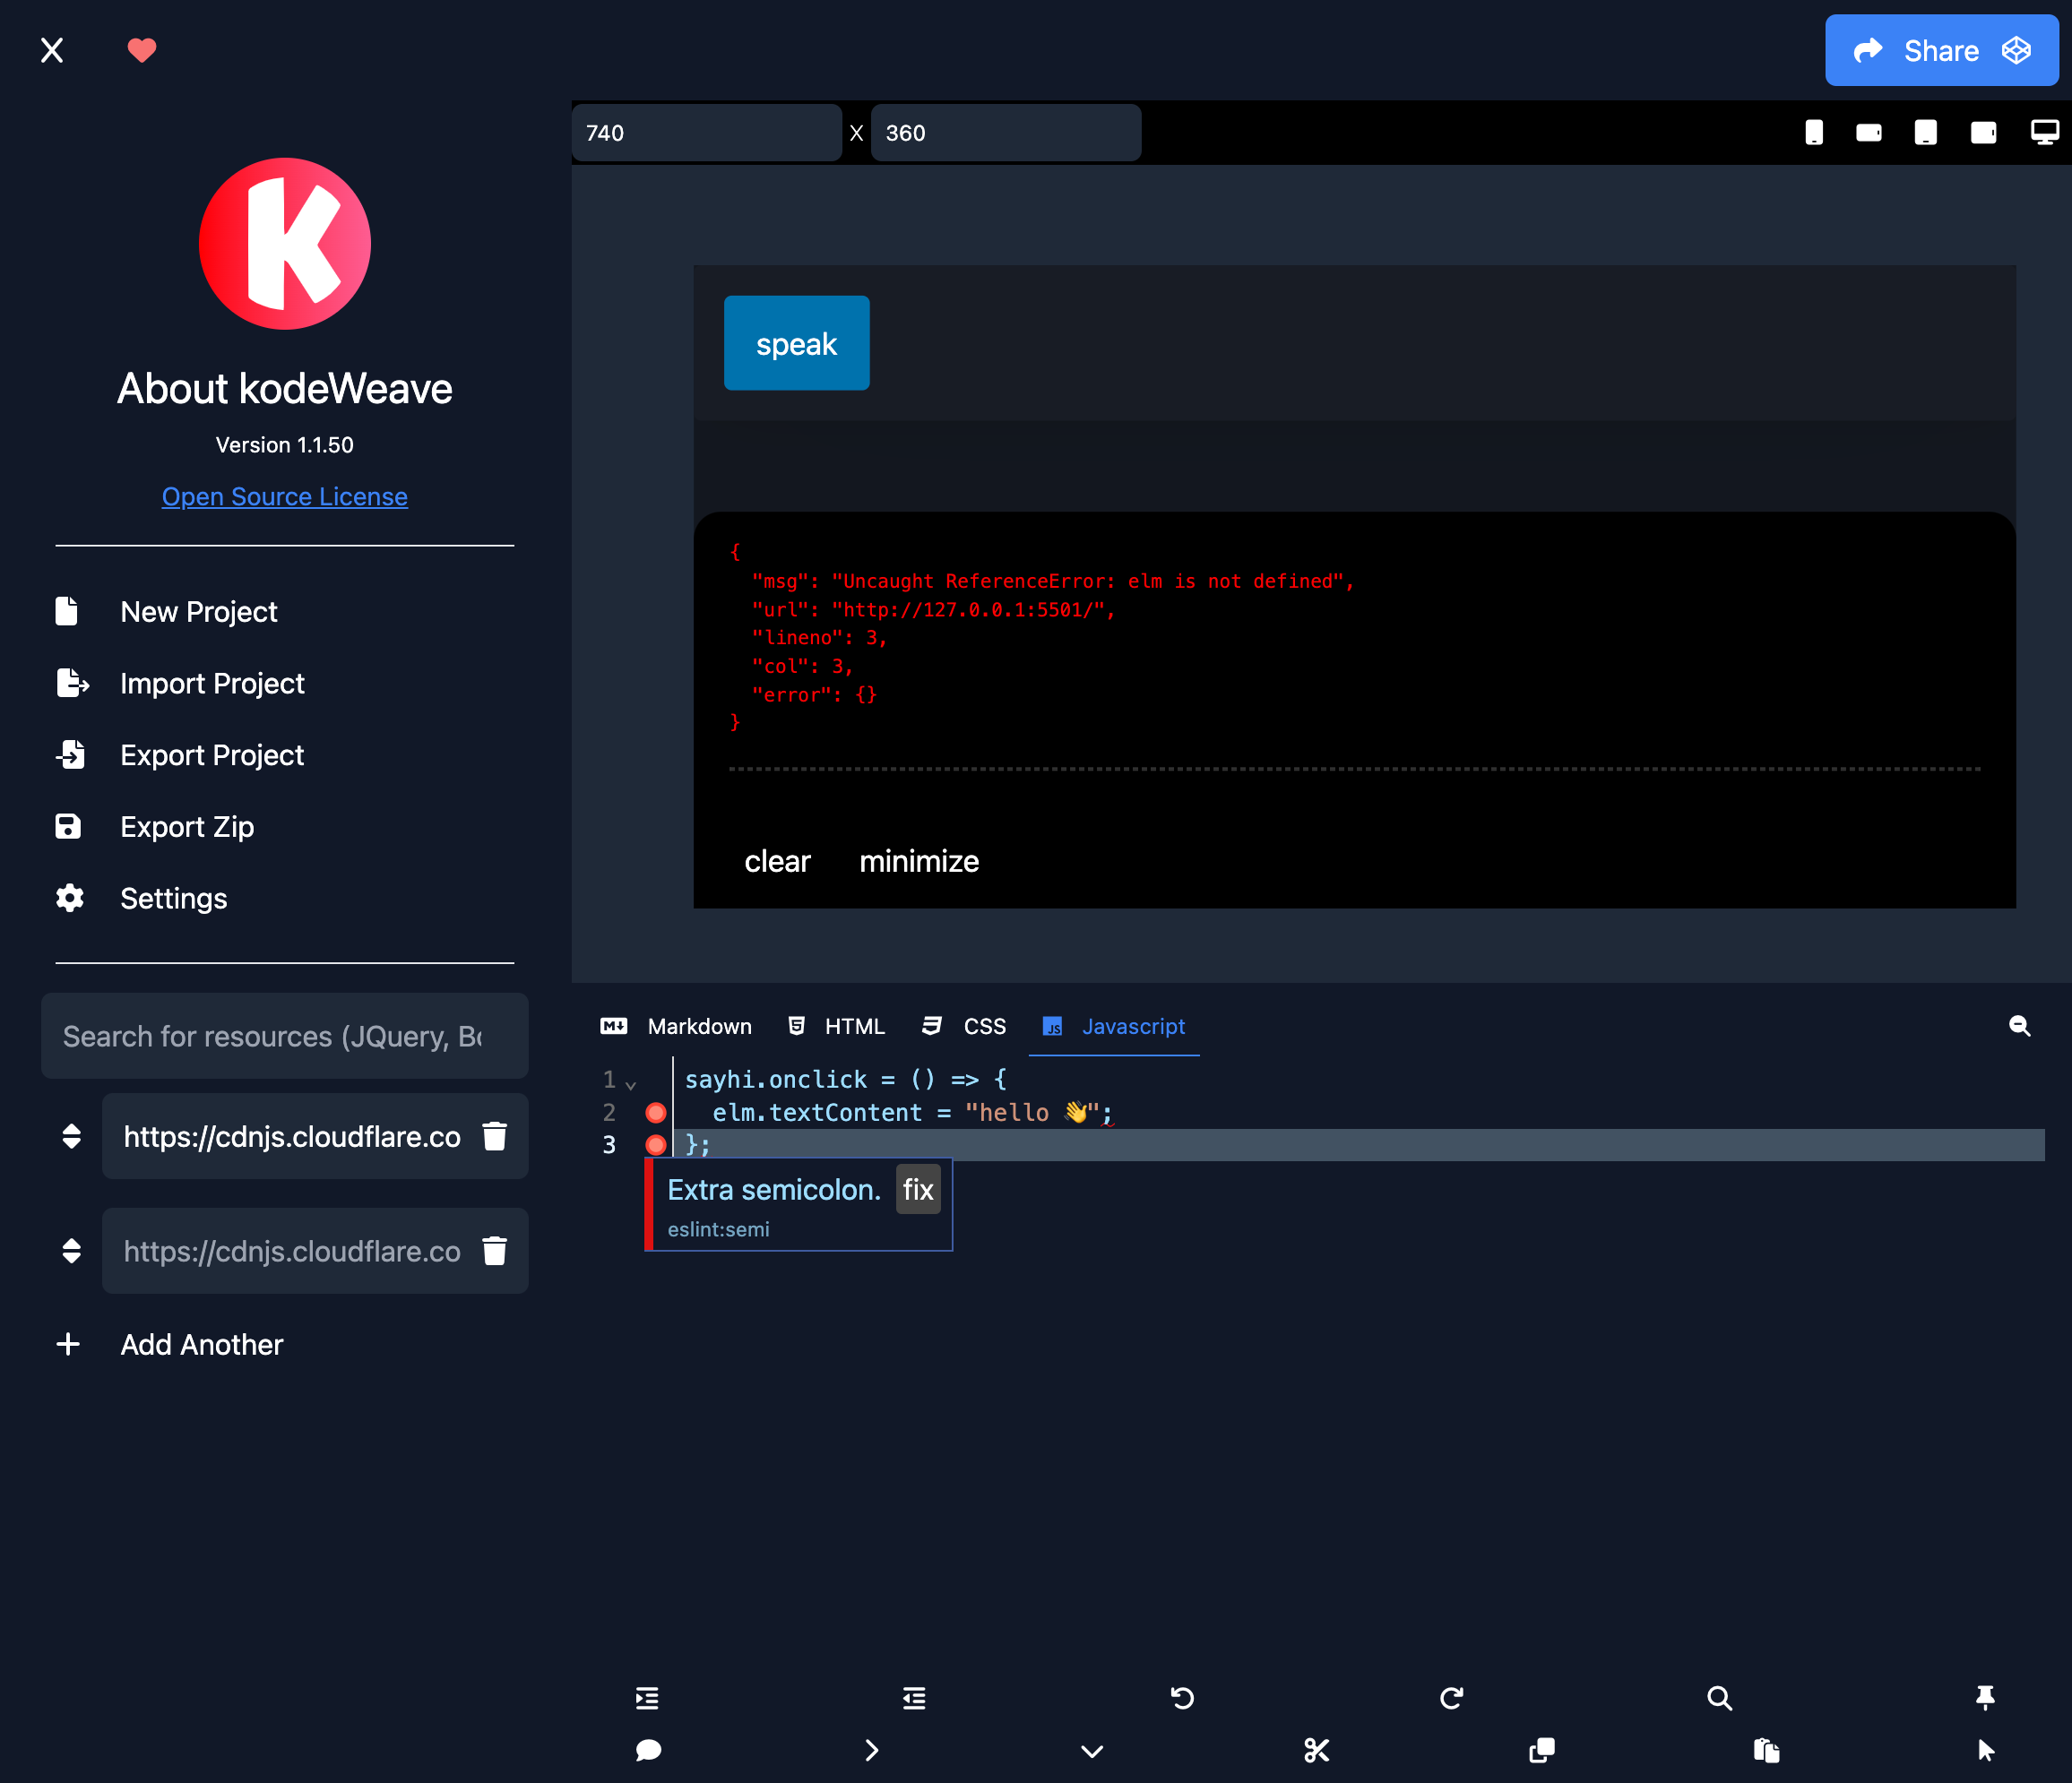 Share
740 X 360
K
About kodeWeave
Version 1.1.50
Open Source License
New Project
Import Project
Export Project
Export Zip
Settings
Search for resources (JQuery, Bo
https://cdnjs.cloudflare.co
https://cdnjs.cloudflare.co
Add Another
speak
{
"msg": "Uncaught ReferenceError: elm is not defined",
"url": "http://127.0.0.1:5501/",
"lineno": 3,
"col": 3,
"error": {}
}
clear minimize
M↓ Markdown HTML CSS JS Javascript
1 sayhi.onclick = () => {
2 elm.textContent = "hello 👋";
3 };
Extra semicolon. fix
eslint:semi